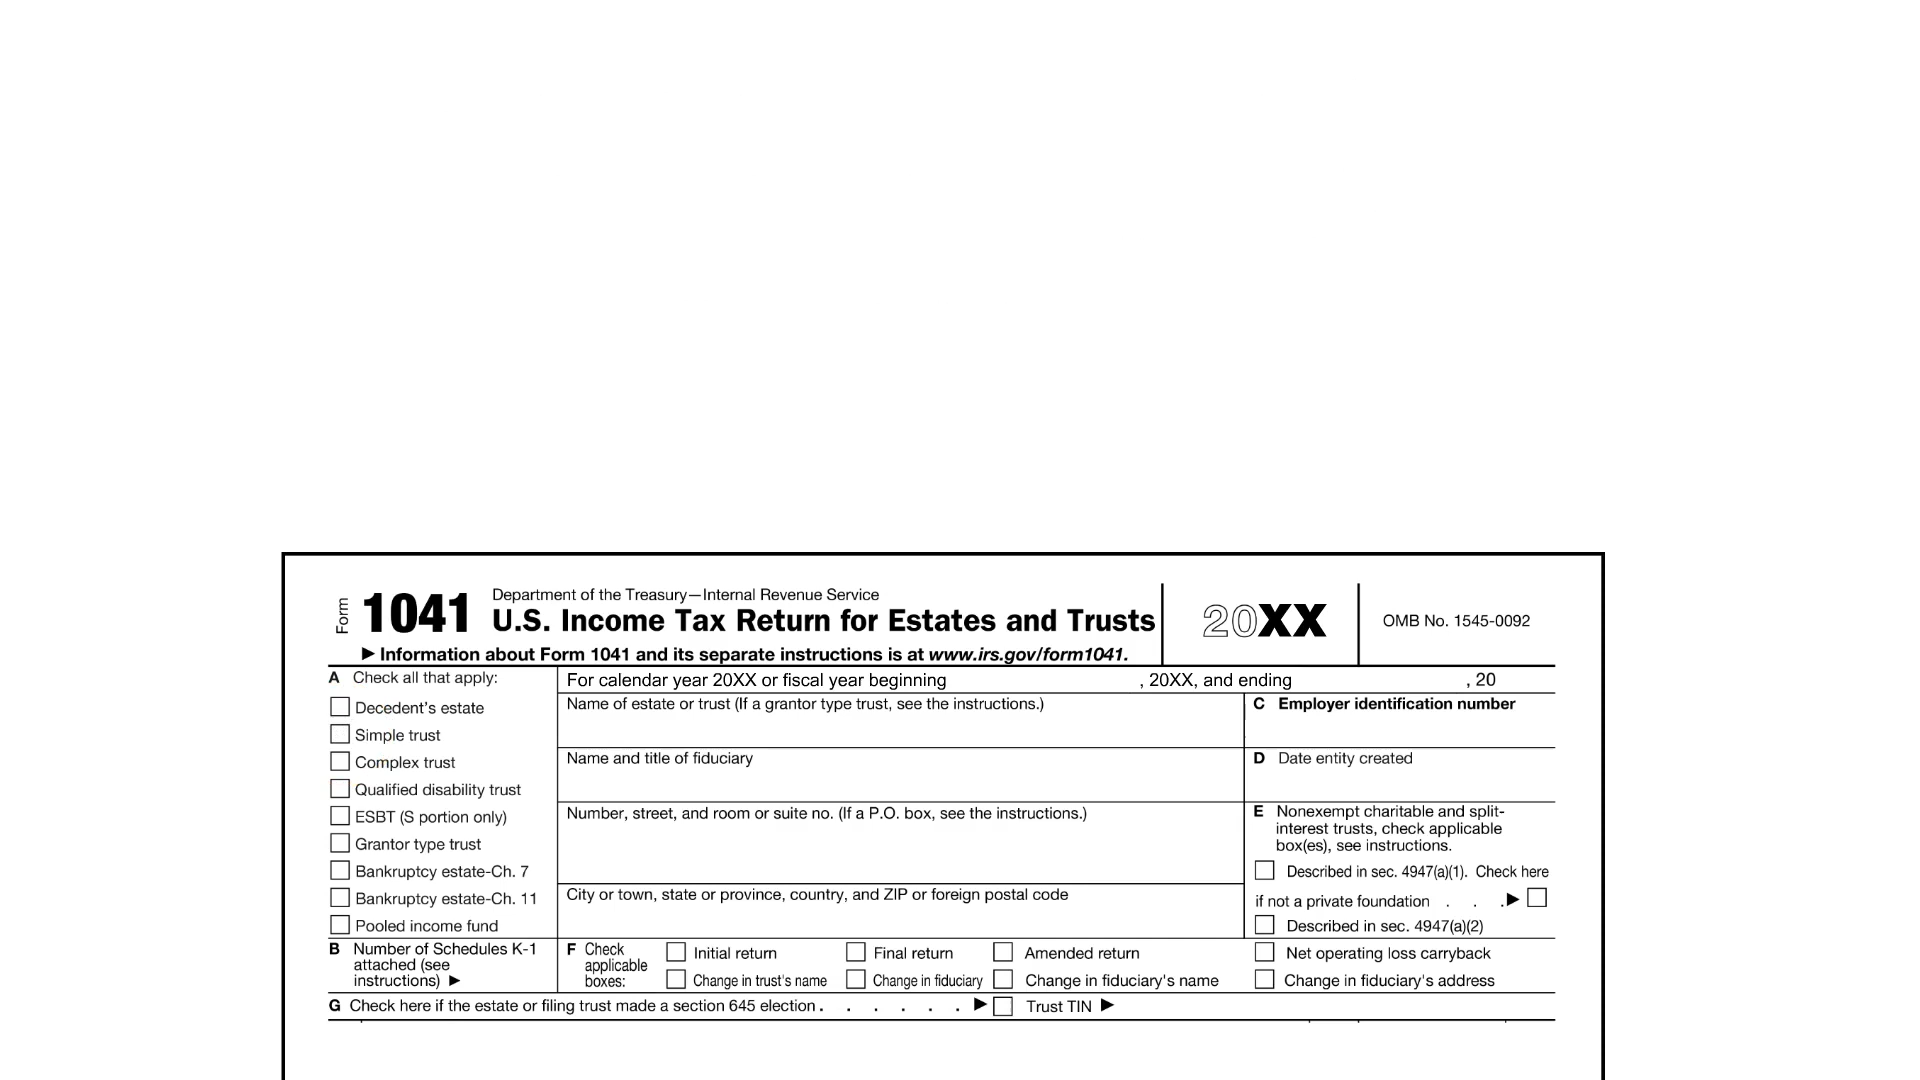 Form 1041 Department of the Treasury—Internal Revenue Service
U.S. Income Tax Return for Estates and Trusts
20XX
OMB No. 1545-0092
▶ Information about Form 1041 and its separate instructions is at www.irs.gov/form1041.
A Check all that apply:
Decedent's estate
Simple trust
Complex trust
Qualified disability trust
ESBT (S portion only)
Grantor type trust
Bankruptcy estate-Ch. 7
Bankruptcy estate-Ch. 11
Pooled income fund
For calendar year 20XX or fiscal year beginning , 20XX, and ending , 20
Name of estate or trust (If a grantor type trust, see the instructions.)
Name and title of fiduciary
Number, street, and room or suite no. (If a P.O. box, see the instructions.)
City or town, state or province, country, and ZIP or foreign postal code
C Employer identification number
D Date entity created
E Nonexempt charitable and split-
interest trusts, check applicable
box(es), see instructions.
Described in sec. 4947(a)(1). Check here
if not a private foundation . . . ▶
Described in sec. 4947(a)(2)
B Number of Schedules K-1
attached (see
instructions) ▶
F Check
applicable
boxes:
Initial return
Final return
Amended return
Net operating loss carryback
Change in trust's name
Change in fiduciary
Change in fiduciary's name
Change in fiduciary's address
G Check here if the estate or filing trust made a section 645 election . . . . . . ▶ Trust TIN ▶